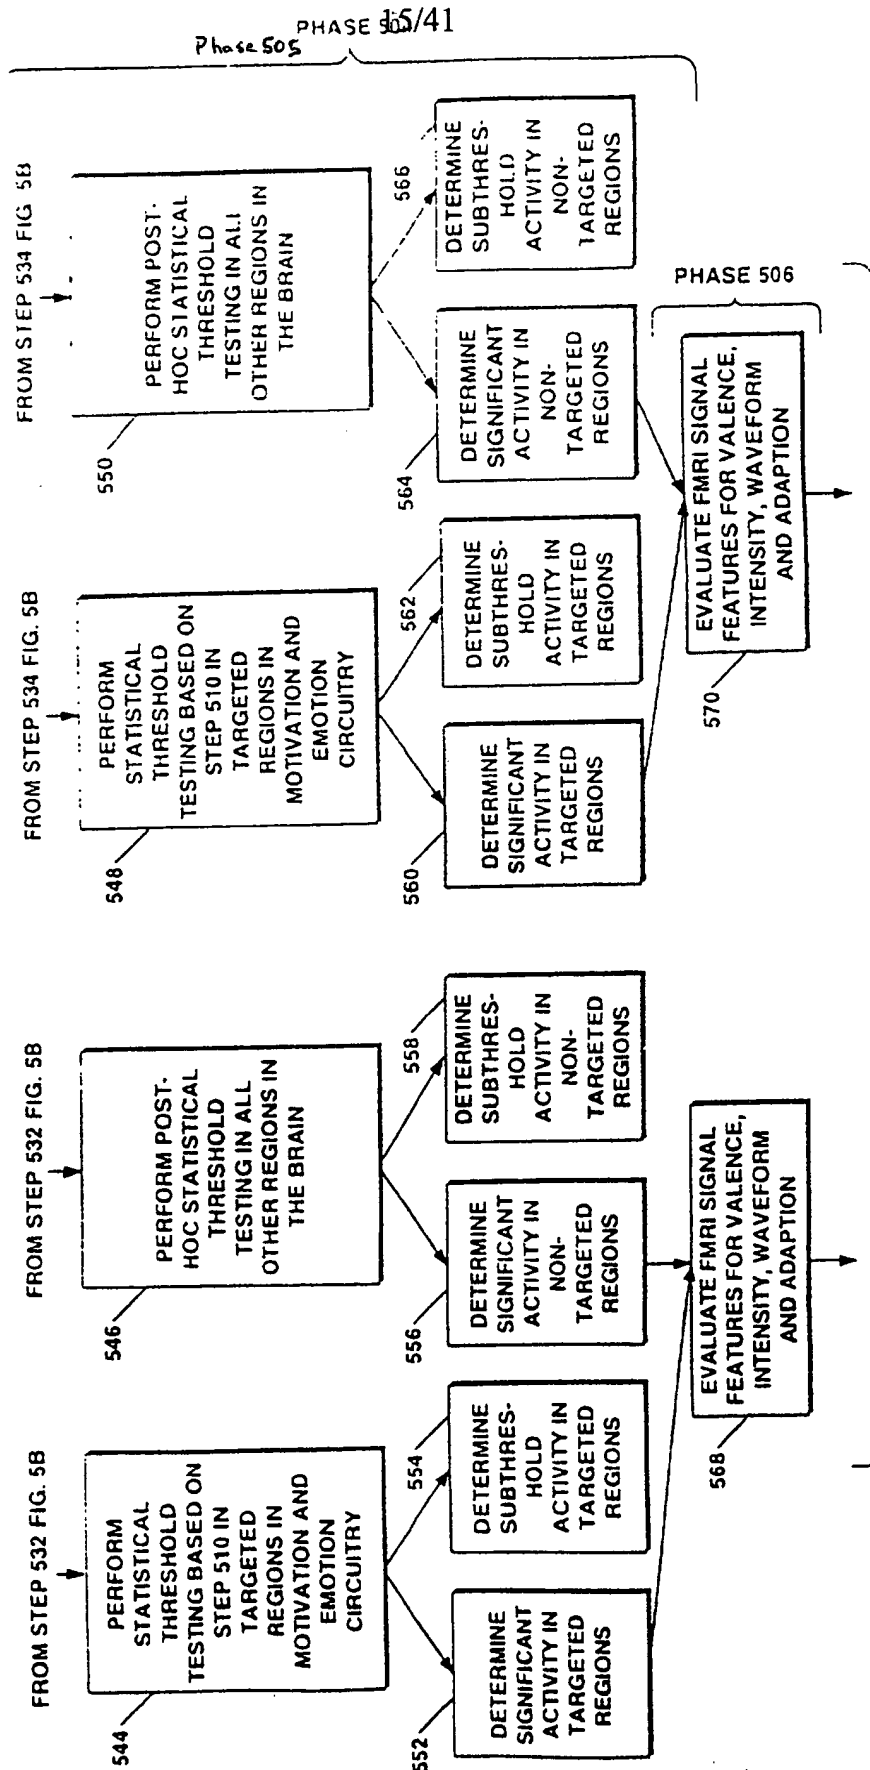 15/41
PHASE
Phase 505
FROM STEP 532 FIG. 5B
PERFORM
STATISTICAL
THRESHOLD
TESTING BASED ON
STEP 510 IN
TARGETED
REGIONS IN
MOTIVATION AND
EMOTION
CIRCUITRY
544
FROM STEP 532 FIG. 5B
PERFORM POST-
HOC STATISTICAL
THRESHOLD
TESTING IN ALL
OTHER REGIONS IN
THE BRAIN
546
FROM STEP 534 FIG. 5B
PERFORM
STATISTICAL
THRESHOLD
TESTING BASED ON
STEP 510 IN
TARGETED
REGIONS IN
MOTIVATION AND
EMOTION
CIRCUITRY
548
FROM STEP 534 FIG 5B
PERFORM POST-
HOC STATISTICAL
THRESHOLD
TESTING IN ALL
OTHER REGIONS IN
THE BRAIN
550
DETERMINE
SIGNIFICANT
ACTIVITY IN
TARGETED
REGIONS
552
DETERMINE
SUBTHRES-
HOLD
ACTIVITY IN
TARGETED
REGIONS
554
DETERMINE
SIGNIFICANT
ACTIVITY IN
NON-
TARGETED
REGIONS
556
DETERMINE
SUBTHRES-
HOLD
ACTIVITY IN
NON-
TARGETED
REGIONS
558
DETERMINE
SIGNIFICANT
ACTIVITY IN
TARGETED
REGIONS
560
DETERMINE
SUBTHRES-
HOLD
ACTIVITY IN
TARGETED
REGIONS
562
DETERMINE
SIGNIFICANT
ACTIVITY IN
NON-
TARGETED
REGIONS
564
DETERMINE
SUBTHRES-
HOLD
ACTIVITY IN
NON-
TARGETED
REGIONS
566
PHASE 506
EVALUATE FMRI SIGNAL
FEATURES FOR VALENCE,
INTENSITY, WAVEFORM
AND ADAPTION
568
EVALUATE FMRI SIGNAL
FEATURES FOR VALENCE,
INTENSITY, WAVEFORM
AND ADAPTION
570